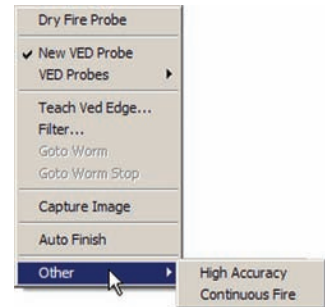 Dry Fire Probe
New VED Probe
VED Probes
Teach Ved Edge...
Filter...
Goto Worm
Goto Worm Stop
Capture Image
Auto Finish
Other
High Accuracy
Continuous Fire